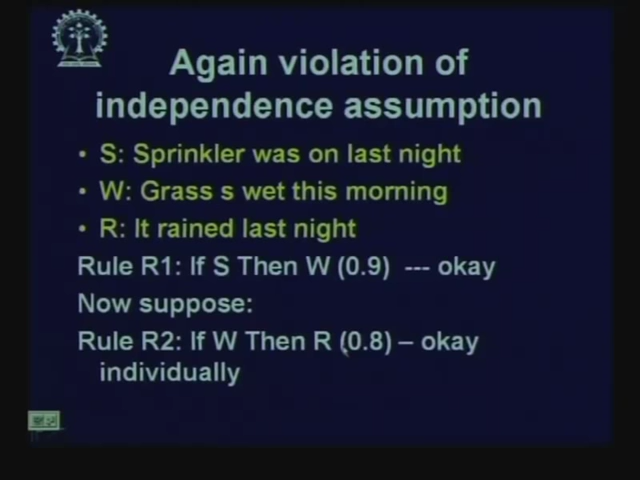 Again violation of
independence assumption
• S: Sprinkler was on last night
• W: Grass s wet this morning
• R: It rained last night
Rule R1: If S Then W (0.9) --- okay
Now suppose:
Rule R2: If W Then R (0.8) – okay
individually